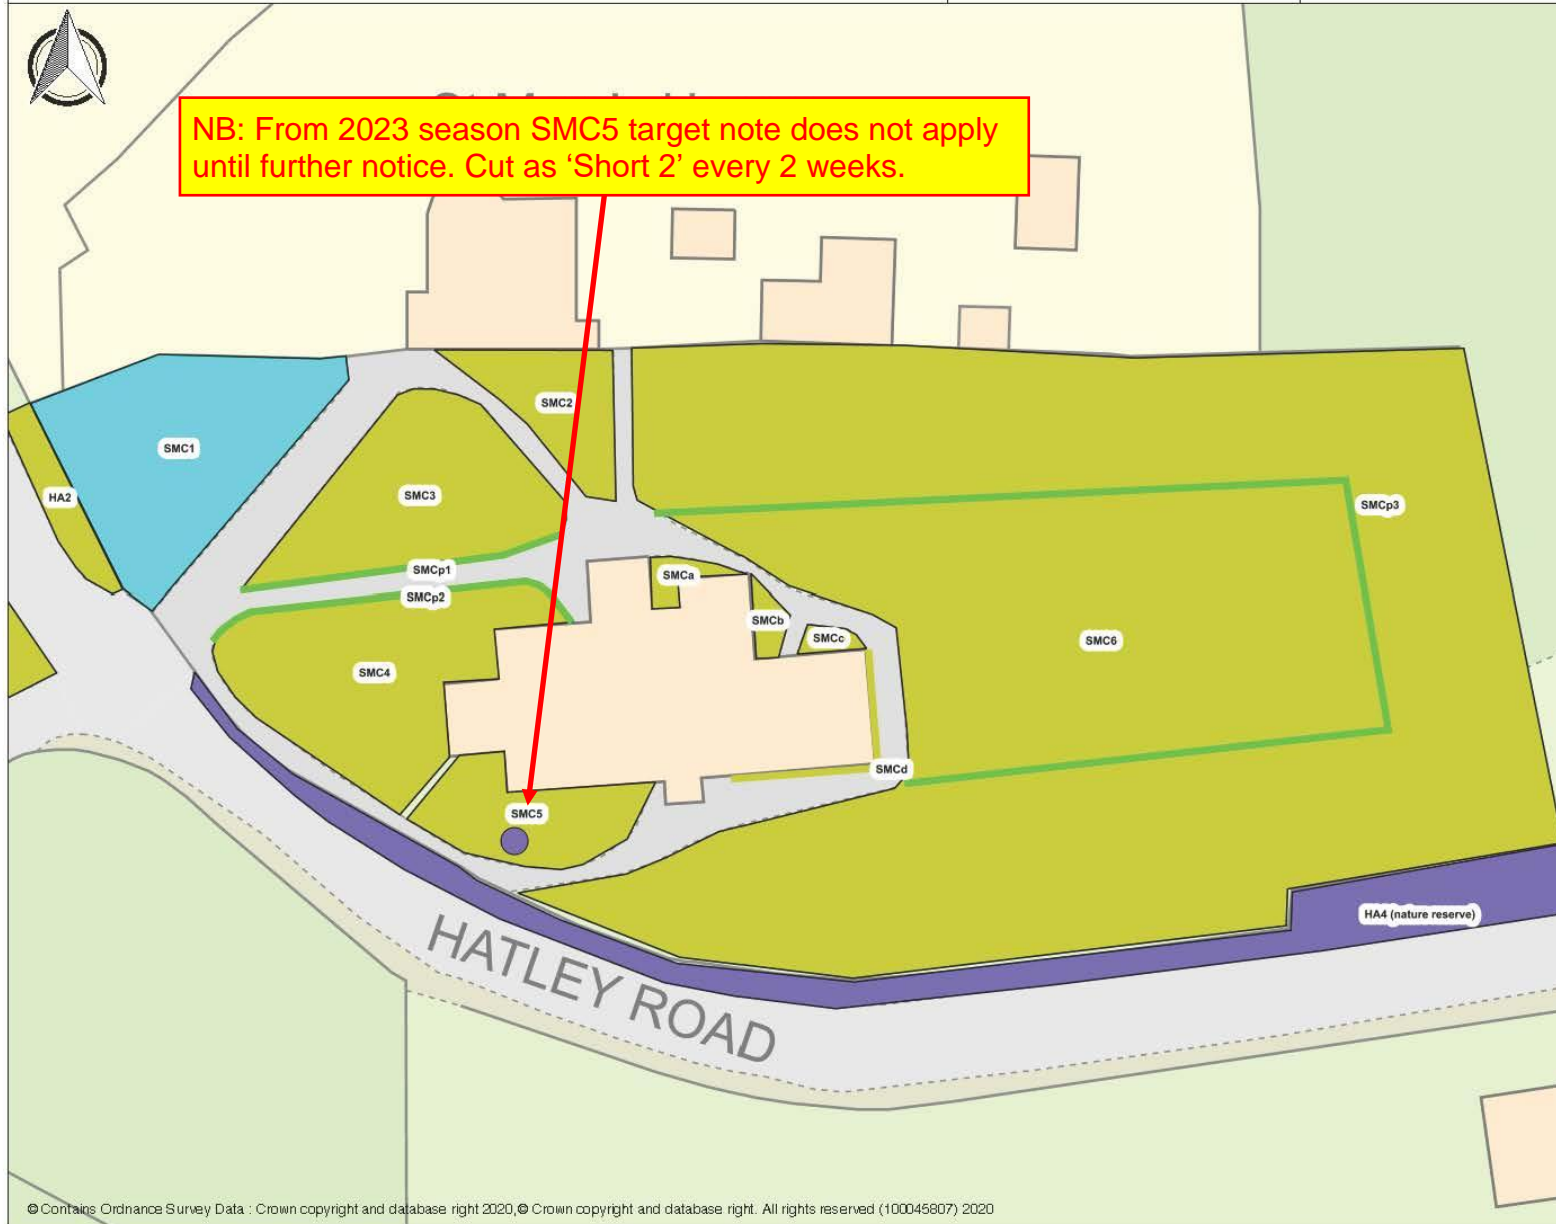 NB: From 2023 season SMC5 target note does not apply
until further notice. Cut as ‘Short 2’ every 2 weeks.
SMC2
SMC1
HA2
SMC3
SMCp3
SMCp1
SMCa
SMCp2
SMCb
SMCc
SMC6
SMC4
SMCd
SMC5
HA4 (nature reserve)
HATLEY ROAD
© Contains Ordnance Survey Data : Crown copyright and database right 2020,© Crown copyright and database right. All rights reserved (100045807) 2020